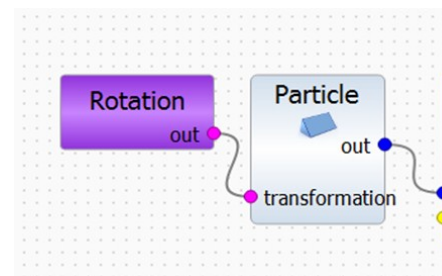 Rotation
out
Particle
out
transformation